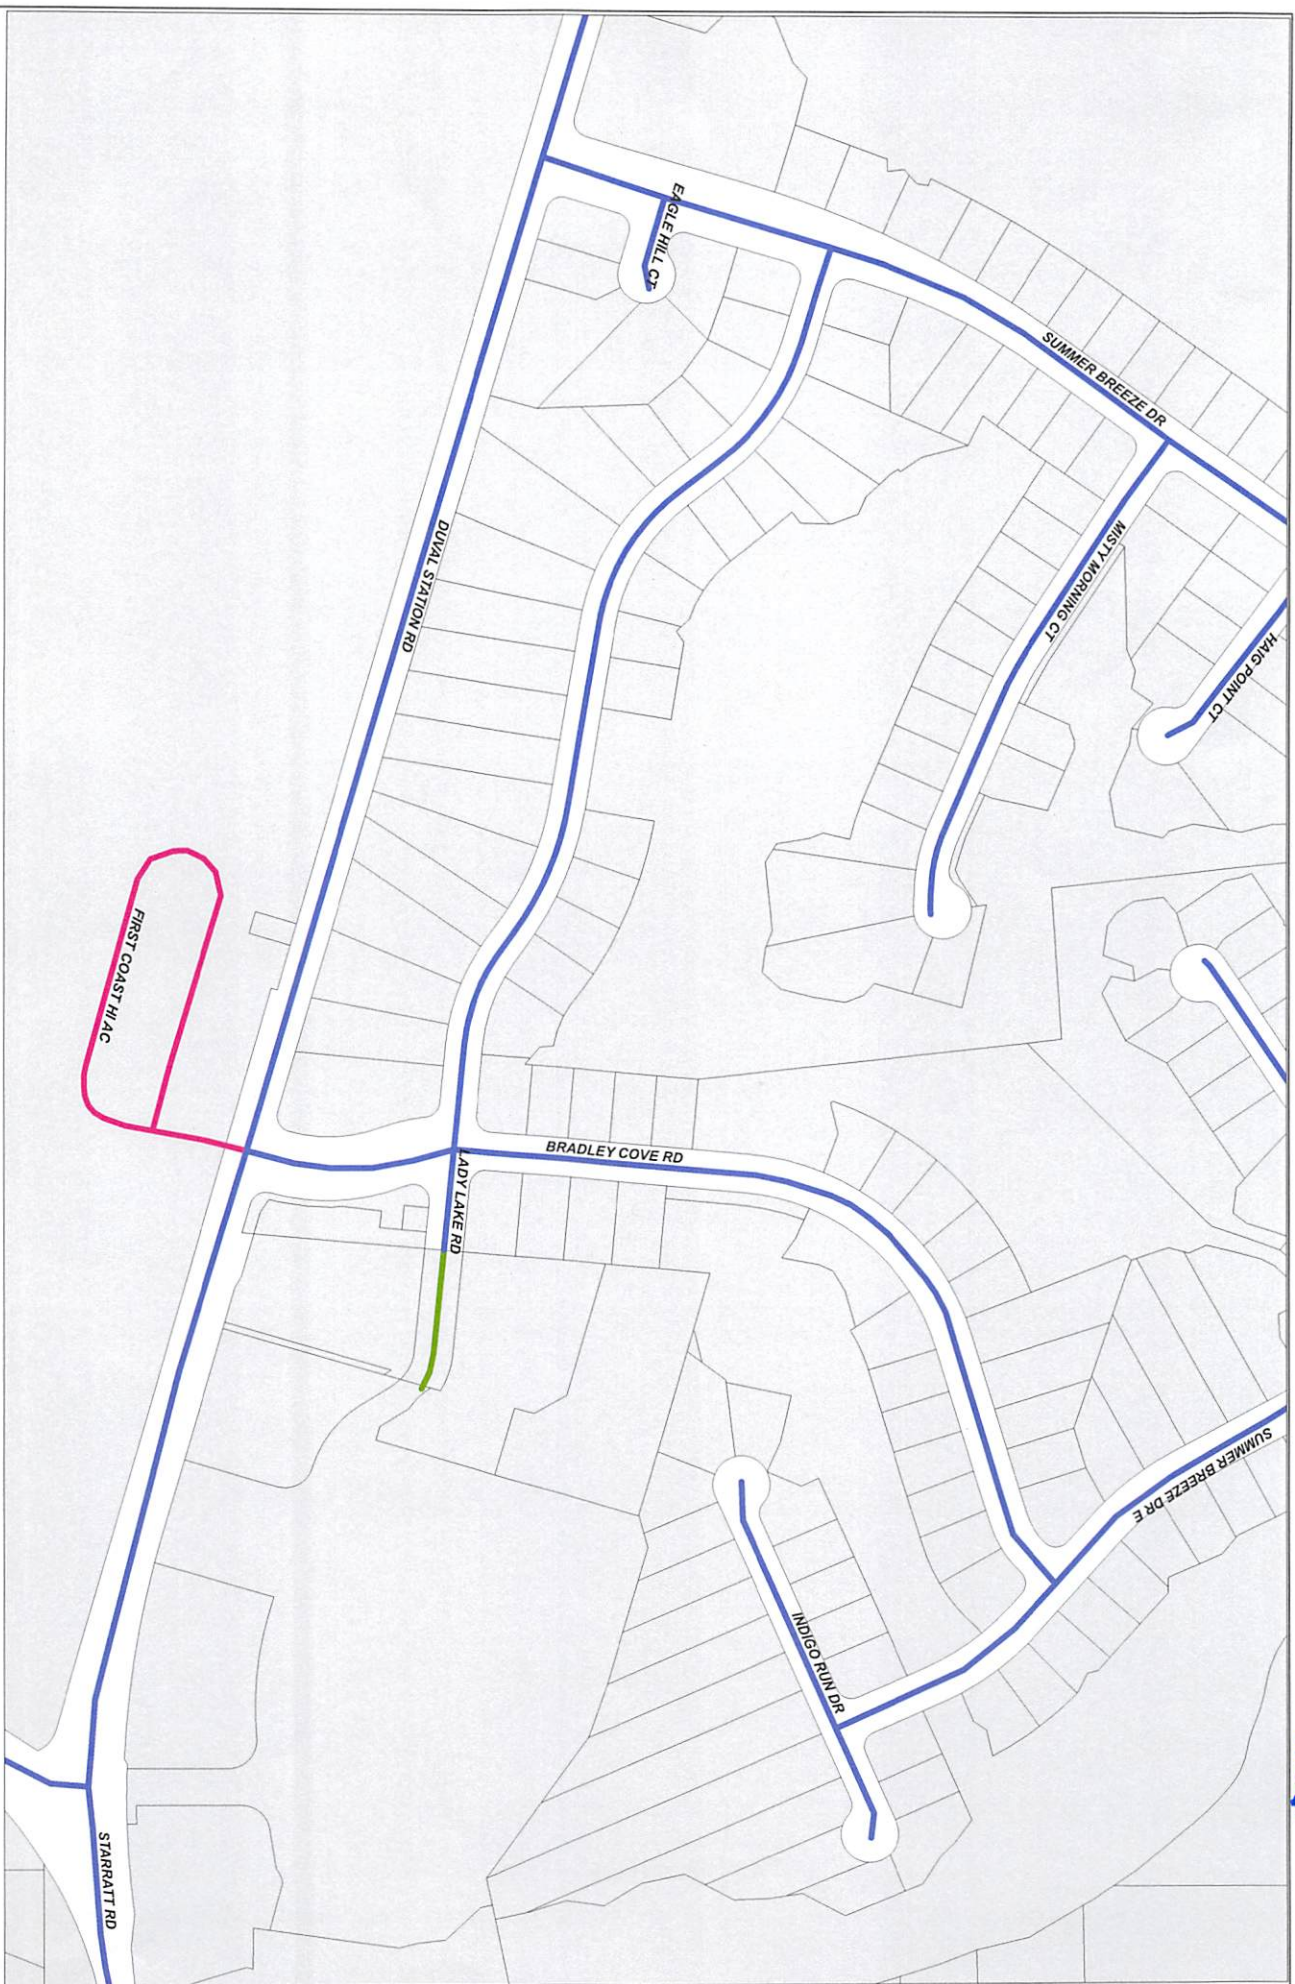 EAGLE HILL CT
SUMMER BREEZE DR
MISTY MORNING CT
HAIG POINT CT
DUVAL STATION RD
FIRST COAST HI AC
BRADLEY COVE RD
LADY LAKE RD
SUMMER BREEZE DR E
INDIGO RUN DR
STARRATT RD